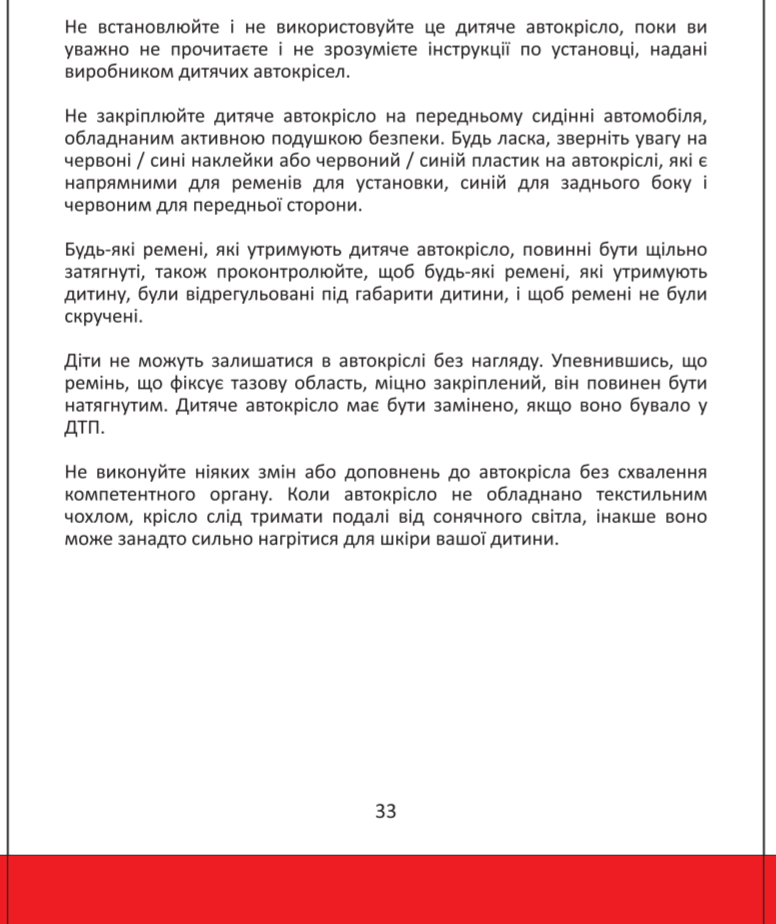 Не встановлюйте і не використовуйте це дитяче автокрісло, поки ви
уважно не прочитаєте і не зрозумієте інструкції по установці, надані
виробником дитячих автокрісел.
Не закріплюйте дитяче автокрісло на передньому сидінні автомобіля,
обладнаним активною подушкою безпеки. Будь ласка, зверніть увагу на
червоні / сині наклейки або червоний / синій пластик на автокріслі, які є
напрямними для ременів для установки, синій для заднього боку і
червоним для передньої сторони.
Будь-які ремені, які утримують дитяче автокрісло, повинні бути щільно
затягнуті, також проконтролюйте, щоб будь-які ремені, які утримують
дитину, були відрегульовані під габарити дитини, і щоб ремені не були
скручені.
Діти не можуть залишатися в автокріслі без нагляду. Упевнившись, що
ремінь, що фіксує тазову область, міцно закріплений, він повинен бути
натягнутим. Дитяче автокрісло має бути замінено, якщо воно бувало у
ДТП.
Не виконуйте ніяких змін або доповнень до автокрісла без схвалення
компетентного органу. Коли автокрісло не обладнано текстильним
чохлом, крісло слід тримати подалі від сонячного світла, інакше воно
може занадто сильно нагрітися для шкіри вашої дитини.
33